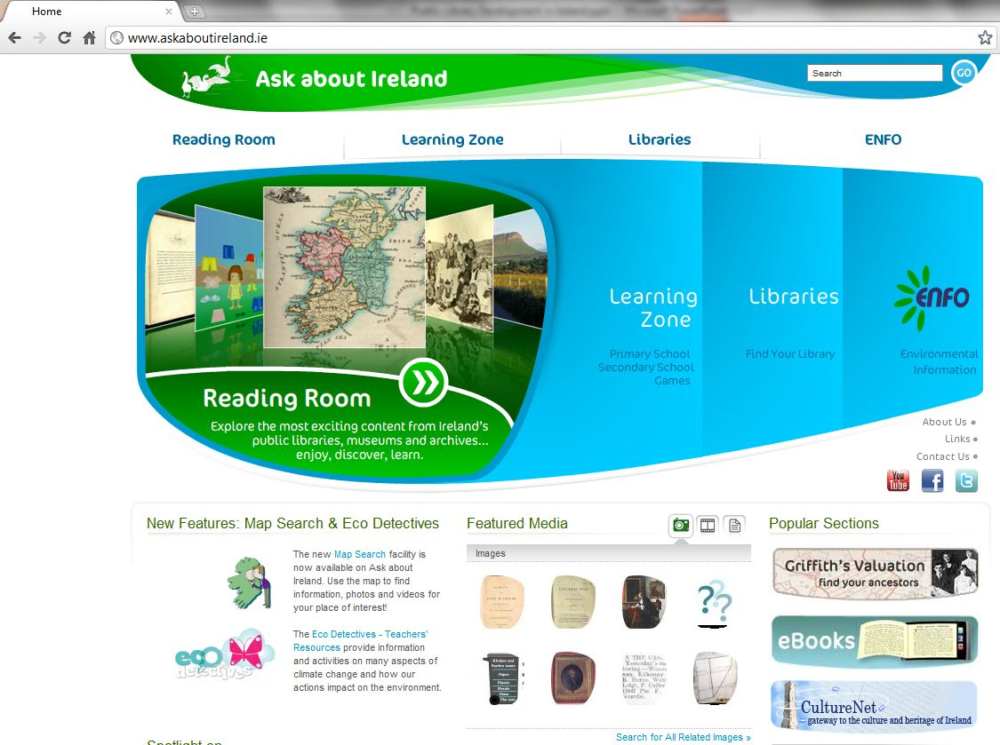 Home
www.askaboutireland.ie
Ask about Ireland
Search
GO
Reading Room
Learning Zone
Libraries
ENFO
Reading Room
Explore the most exciting content from Ireland's
public libraries, museums and archives...
enjoy, discover, learn.
Learning
Zone
Primary School
Secondary School
Games
Libraries
Find Your Library
ENFO
Environmental
Information
About Us
Links
Contact Us
You
Tube
New Features: Map Search & Eco Detectives
The new Map Search facility is
now available on Ask about
Ireland. Use the map to find
information, photos and videos for
your place of interest!
eco
detectives
The Eco Detectives - Teachers'
Resources provide information
and activities on many aspects of
climate change and how our
actions impact on the environment.
Featured Media
Images
Search for All Related Images »
Popular Sections
Griffith's Valuation
find your ancestors
eBooks
CultureNet
gateway to the culture and heritage of Ireland